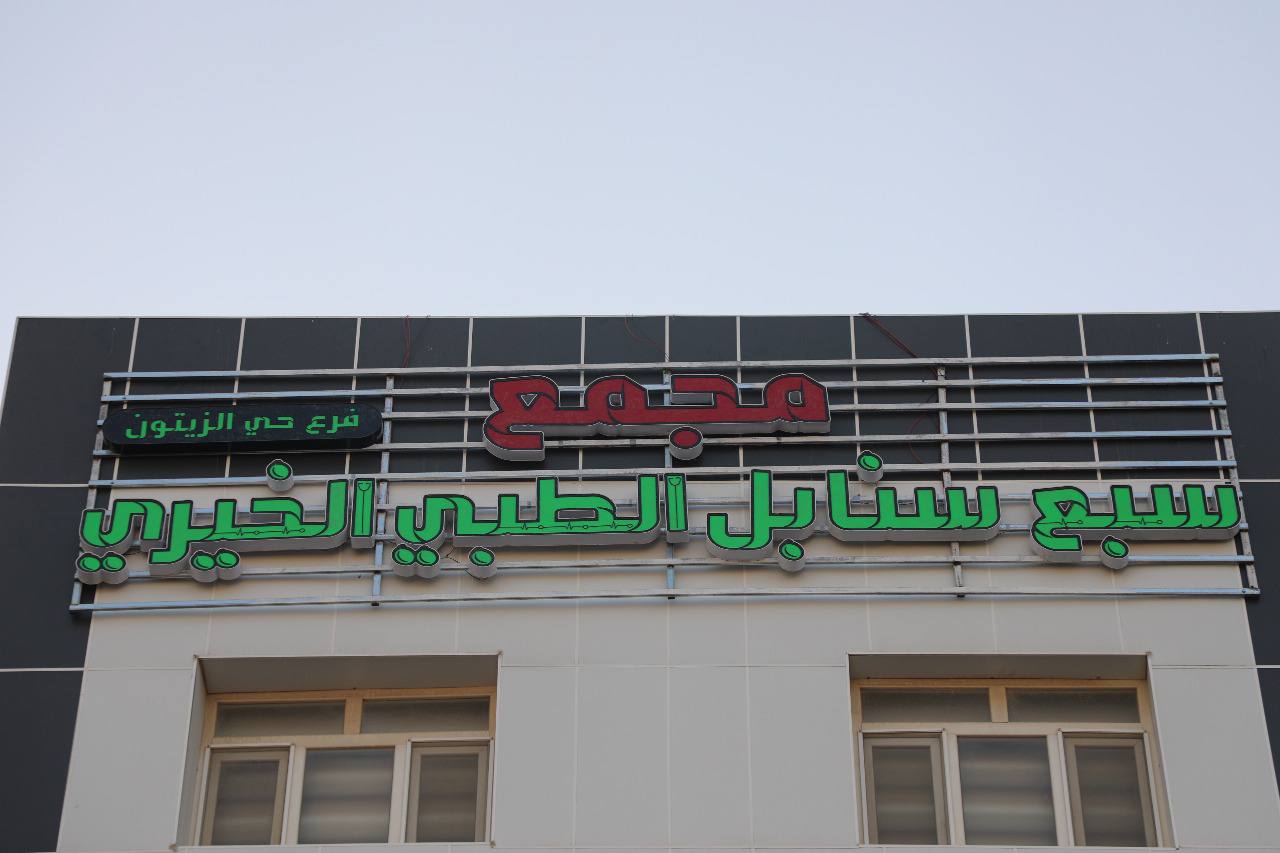 مجمع
فرع حي الزيتون
سبع سنابل الطبي الخيري